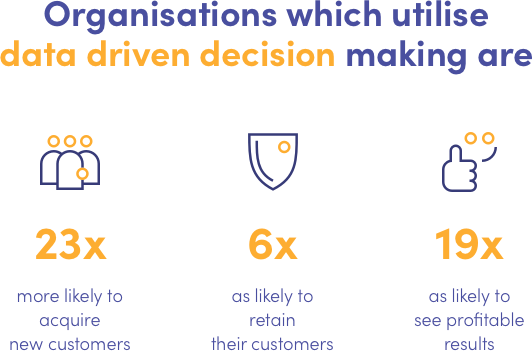 Organisations which utilise
data driven decision making are
23x
more likely to
acquire
new customers
6x
as likely to
retain
their customers
19x
as likely to
see profitable
results